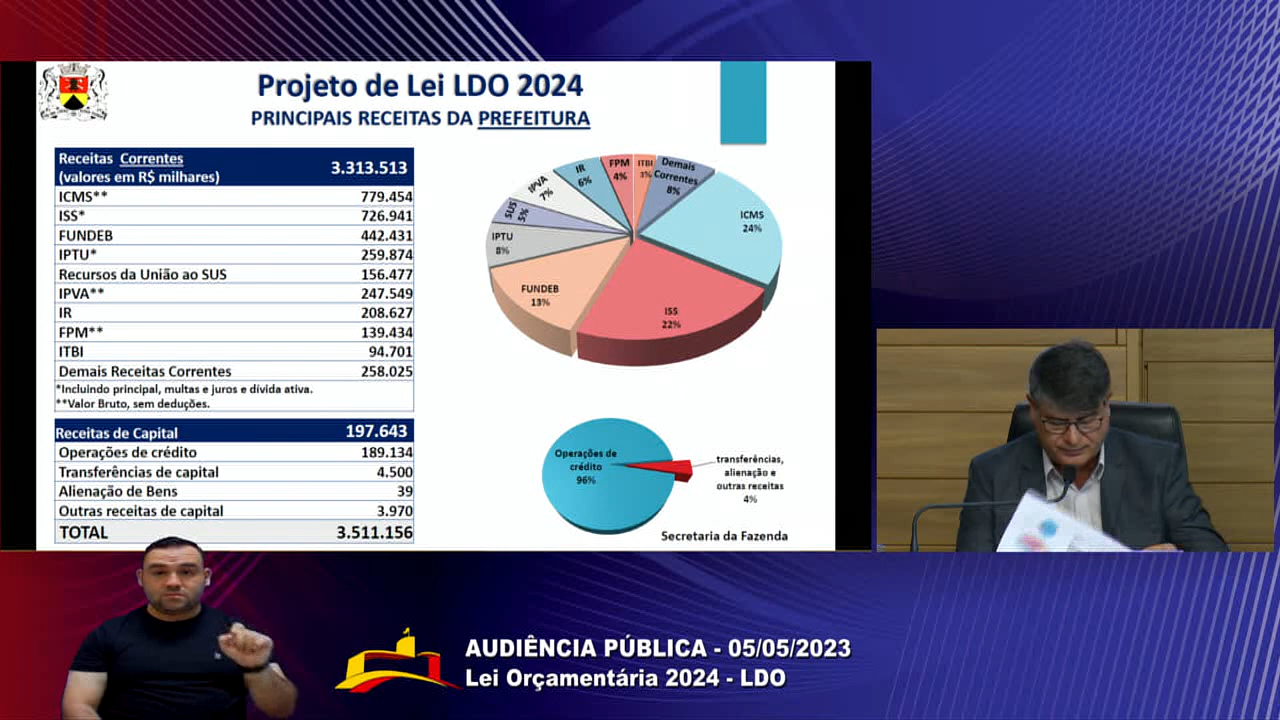 Projeto de Lei LDO 2024
PRINCIPAIS RECEITAS DA PREFEITURA
Receitas Correntes
(valores em R$ milhares) 3.313.513
ICMS** 779.454
ISS* 726.941
FUNDEB 442.431
IPTU* 259.874
Recursos da União ao SUS 156.477
IPVA** 247.549
IR 208.627
FPM** 139.434
ITBI 94.701
Demais Receitas Correntes 258.025
*Incluindo principal, multas e juros e divida ativa.
**Valor Bruto, sem deduções.
Receitas de Capital 197.643
Operações de crédito 189.134
Transferências de capital 4.500
Alienação de Bens 39
Outras receitas de capital 3.970
TOTAL 3.511.156
ICMS
24%
ISS
22%
FUNDEB
13%
IPTU
8%
SUS
5%
IPVA
7%
IR
6%
FPM
4%
ITBI
3%
Demais
Correntes
8%
Operações de
crédito
96%
transferências,
alienação e
outras receitas
4%
Secretaria da Fazenda
AUDIÊNCIA PÚBLICA - 05/05/2023
Lei Orçamentária 2024 - LDO